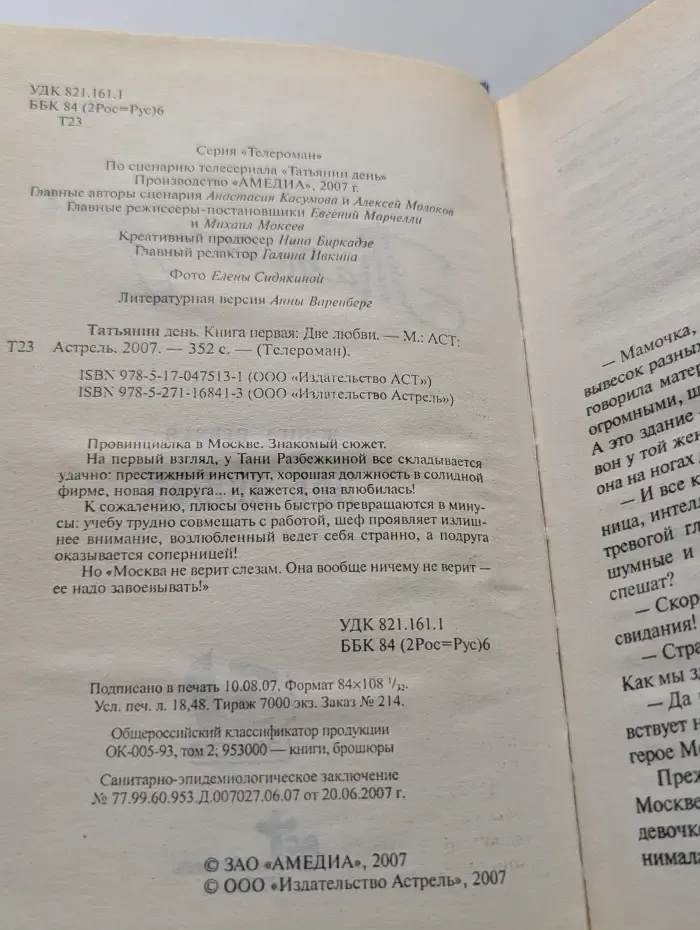 УДК 821.161.1
ББК 84 (2Рос=Рус)6
Т23
Серия «Телероман»
По сценарию телесериала «Татьянин день»
Производство «АМЕДИА», 2007 г.
Главные авторы сценария Анастасия Касумова и Алексей Молоков
Главные режиссеры-постановщики Евгений Марчелли
и Михаил Мокеев
Креативный продюсер Нина Биркадзе
Главный редактор Галина Ивкина
Фото Елены Сидякиной
Литературная версия Анны Виренберг
Татьянин день. Книга первая: Две любви. — М.: АСТ:
Т23 Астрель, 2007. — 352 с. — (Телероман).
ISBN 978-5-17-047513-1 (ООО «Издательство АСТ»)
ISBN 978-5-271-16841-3 (ООО «Издательство Астрель»)
Провинциалка в Москве. Знакомый сюжет.
На первый взгляд, у Тани Разбежкиной все складывается
удачно: престижный институт, хорошая должность в солидной
фирме, новая подруга... и, кажется, она влюбилась!
К сожалению, плюсы очень быстро превращаются в мину-
сы: учебу трудно совмещать с работой, шеф проявляет излиш-
нее внимание, возлюбленный ведет себя странно, а подруга
оказывается соперницей!
Но «Москва не верит слезам. Она вообще ничему не верит —
ее надо завоевывать!»
УДК 821.161.1
ББК 84 (2Рос=Рус)6
Подписано в печать 10.08.07. Формат 84×108 1/32.
Усл. печ. л. 18,48. Тираж 7000 экз. Заказ № 214.
Общероссийский классификатор продукции
ОК-005-93, том 2; 953000 — книги, брошюры
Санитарно-эпидемиологическое заключение
№ 77.99.60.953.Д.007027.06.07 от 20.06.2007 г.
© ЗАО «АМЕДИА», 2007
© ООО «Издательство Астрель», 2007
— Мамочка,
вывесок разных
говорила матер
огромными, ш
А это здание
вон у той жен
она на ногах
— И все к
ница, интел
тревогой гл
шумные и
спешат?
— Скоро
свидания!
— Стра
Как мы зд
— Да
вствует н
герое Мо
Преж
Москве
девочка
нимала